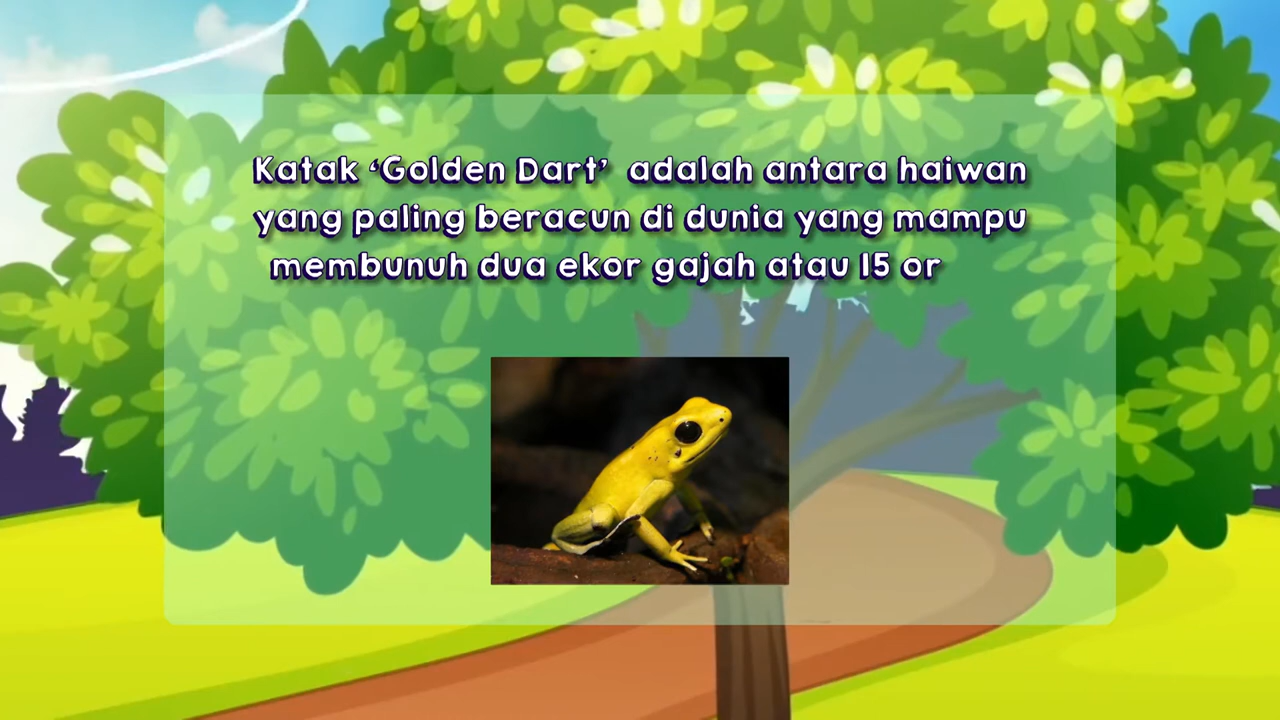 Katak ‘Golden Dart’ adalah antara haiwan
yang paling beracun di dunia yang mampu
membunuh dua ekor gajah atau 15 or